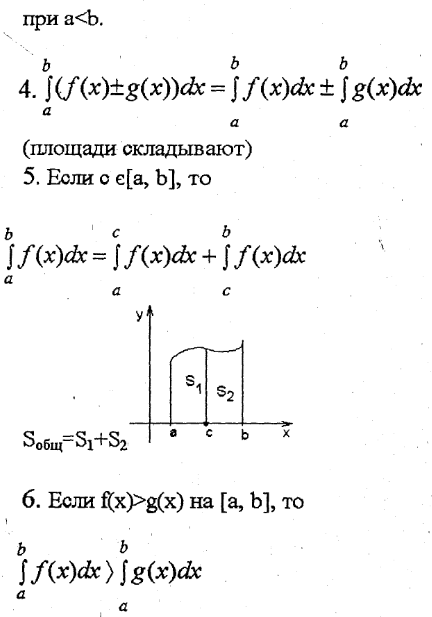 при a<b.
4. ∫_a^b (f(x)±g(x))dx = ∫_a^b f(x)dx ± ∫_a^b g(x)dx
(площади складывают)
5. Если с є[a, b], то
∫_a^b f(x)dx = ∫_a^c f(x)dx + ∫_c^b f(x)dx
y
S₁ S₂
a c b x
Sобщ=S₁+S₂
6. Если f(x)>g(x) на [a, b], то
∫_a^b f(x)dx ⟩ ∫_a^b g(x)dx